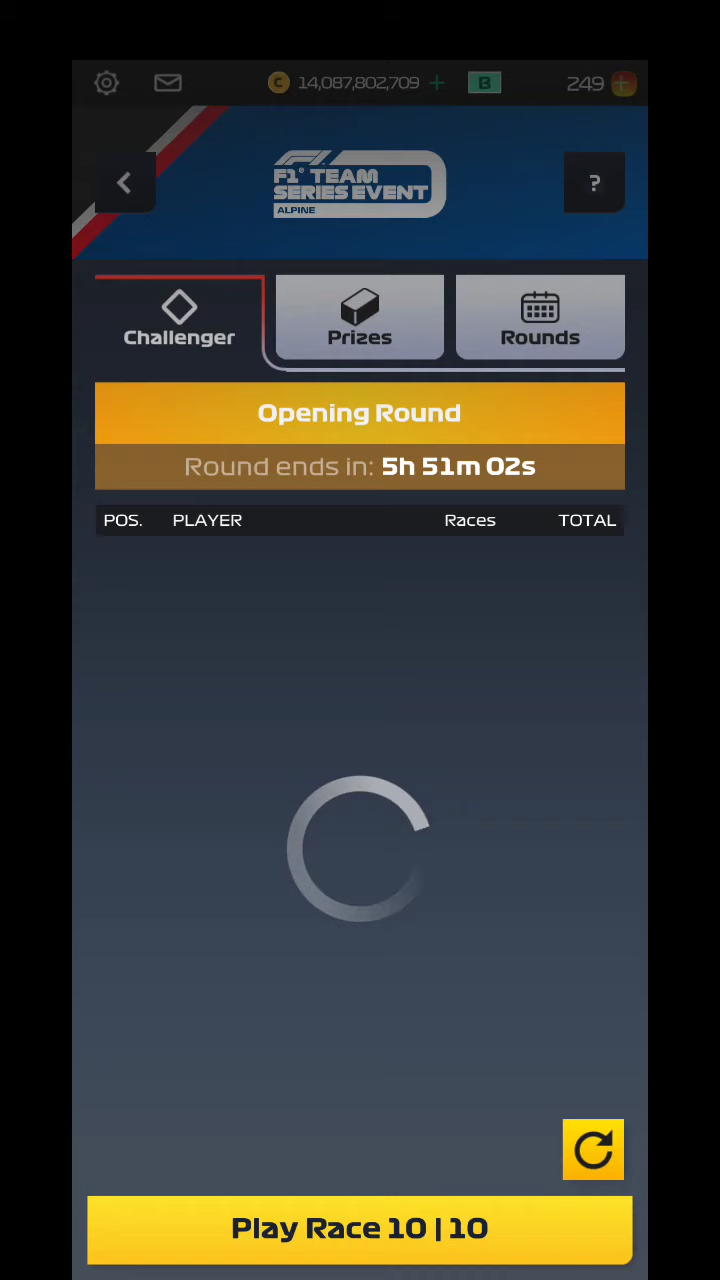 C 14,087,802,709 + B 249 +
F1® TEAM
SERIES EVENT
ALPINE
?
Challenger Prizes Rounds
Opening Round
Round ends in: 5h 51m 02s
POS. PLAYER Races TOTAL
Play Race 10 | 10